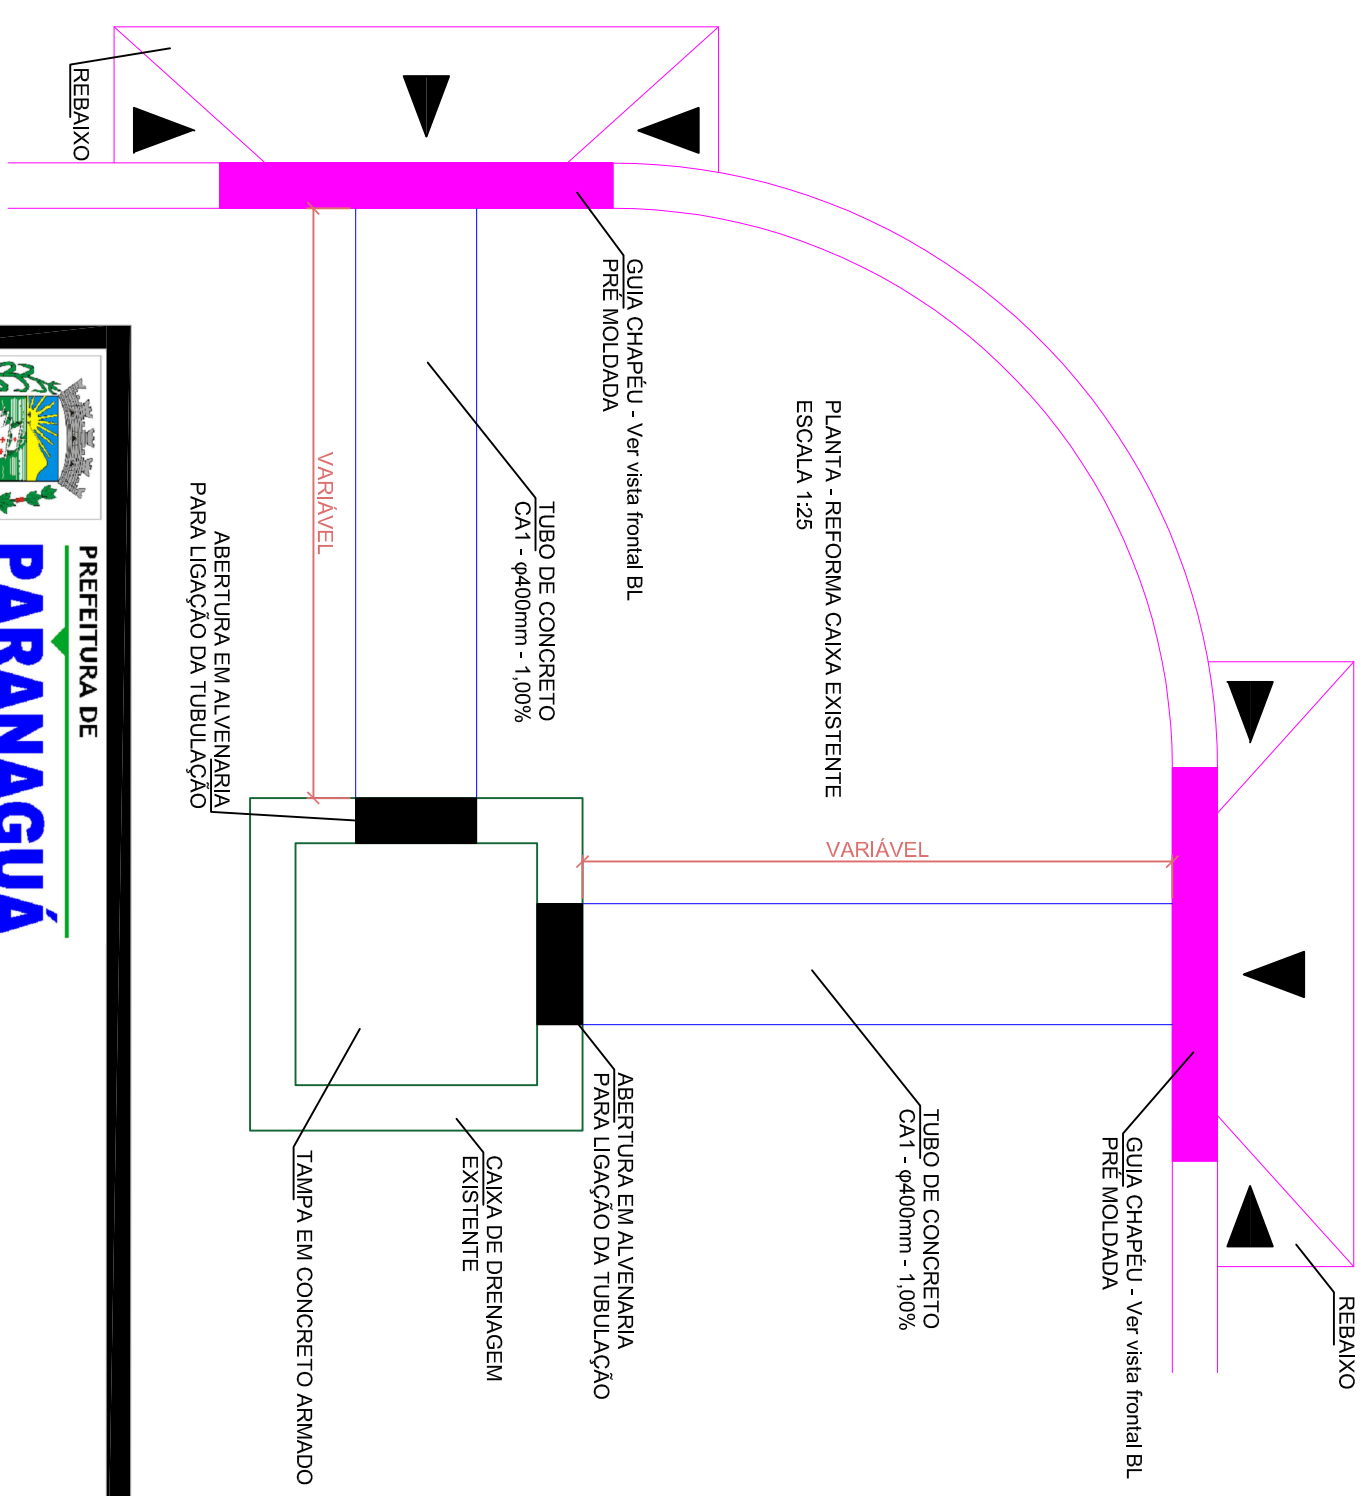 REBAIXO
GUIA CHAPÉU - Ver vista frontal BL
PRÉ MOLDADA
TUBO DE CONCRETO
CA1 - φ400mm - 1,00%
VARIÁVEL
ABERTURA EM ALVENARIA
PARA LIGAÇÃO DA TUBULAÇÃO
PLANTA - REFORMA CAIXA EXISTENTE
ESCALA 1:25
VARIÁVEL
REBAIXO
GUIA CHAPÉU - Ver vista frontal BL
PRÉ MOLDADA
TUBO DE CONCRETO
CA1 - φ400mm - 1,00%
ABERTURA EM ALVENARIA
PARA LIGAÇÃO DA TUBULAÇÃO
CAIXA DE DRENAGEM
EXISTENTE
TAMPA EM CONCRETO ARMADO
PREFEITURA DE
PARANAGUÁ